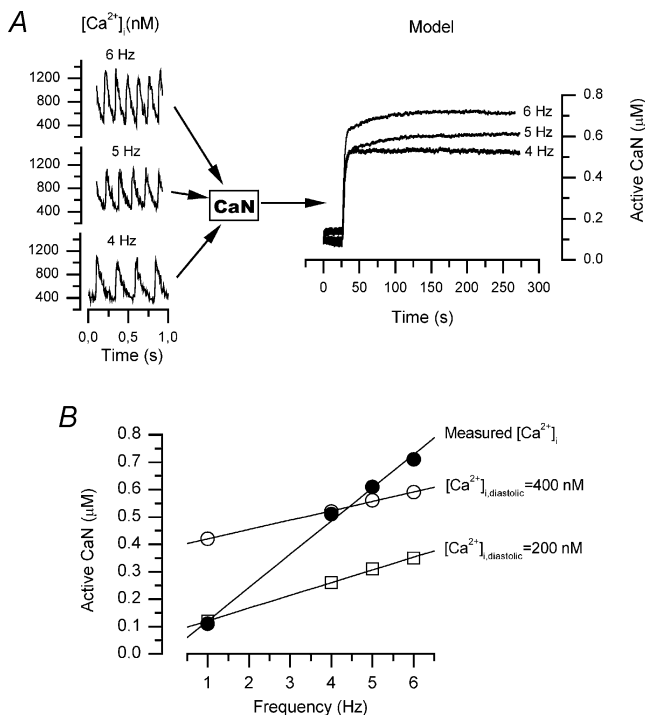 A
[Ca²⁺]ᵢ(nM)
Model
6 Hz
1200
800
400
5 Hz
1200
800
400
4 Hz
1200
800
400
0,0 0,5 1,0
Time (s)
CaN
6 Hz
5 Hz
4 Hz
0.8
0.6
0.4
0.2
0.0
Active CaN (μM)
0 50 100 150 200 250 300
Time (s)
B
0.8
0.7
0.6
0.5
0.4
0.3
0.2
0.1
0.0
Active CaN (μM)
Measured [Ca²⁺]ᵢ
[Ca²⁺]i,diastolic=400 nM
[Ca²⁺]i,diastolic=200 nM
1 2 3 4 5 6
Frequency (Hz)